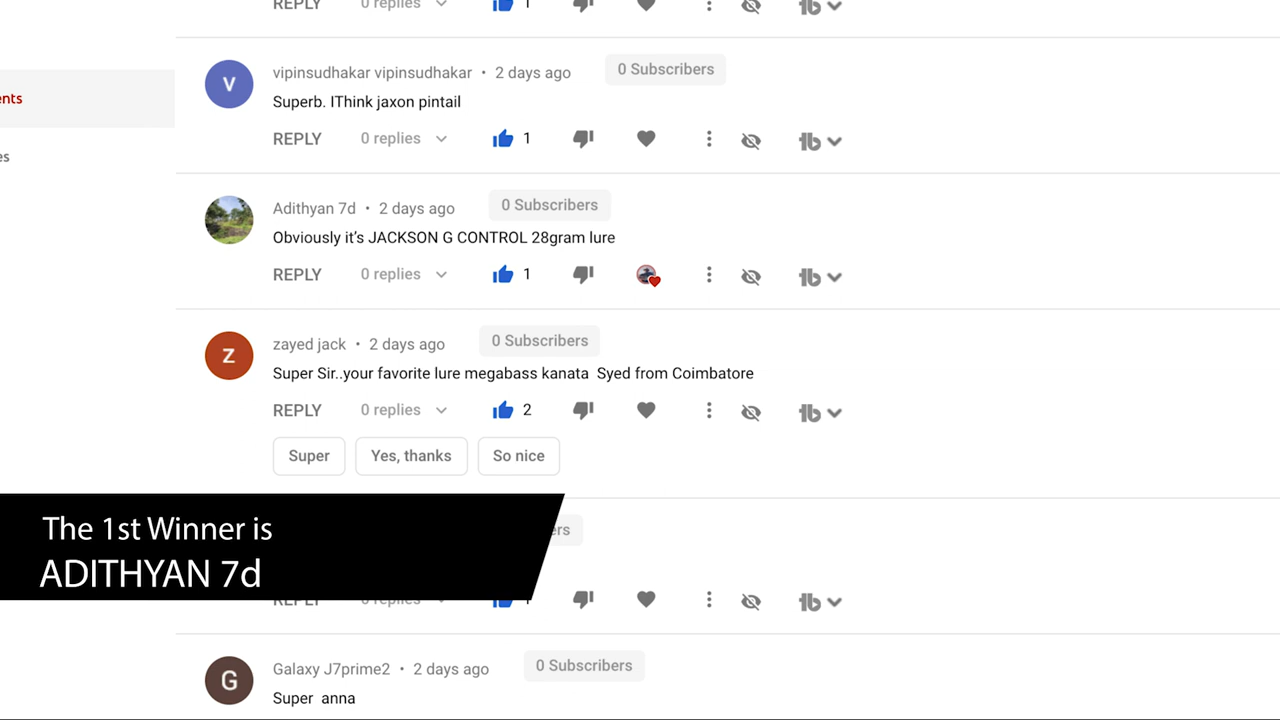 REPLY 0 replies 1
ents
es
V
vipinsudhakar vipinsudhakar • 2 days ago 0 Subscribers
Superb. IThink jaxon pintail
REPLY 0 replies 1
Adithyan 7d • 2 days ago 0 Subscribers
Obviously it's JACKSON G CONTROL 28gram lure
REPLY 0 replies 1
Z
zayed jack • 2 days ago 0 Subscribers
Super Sir..your favorite lure megabass kanata  Syed from Coimbatore
REPLY 0 replies 2
Super Yes, thanks So nice
The 1st Winner is
ADITHYAN 7d
ers
REPLY 0 replies
G
Galaxy J7prime2 • 2 days ago 0 Subscribers
Super  anna